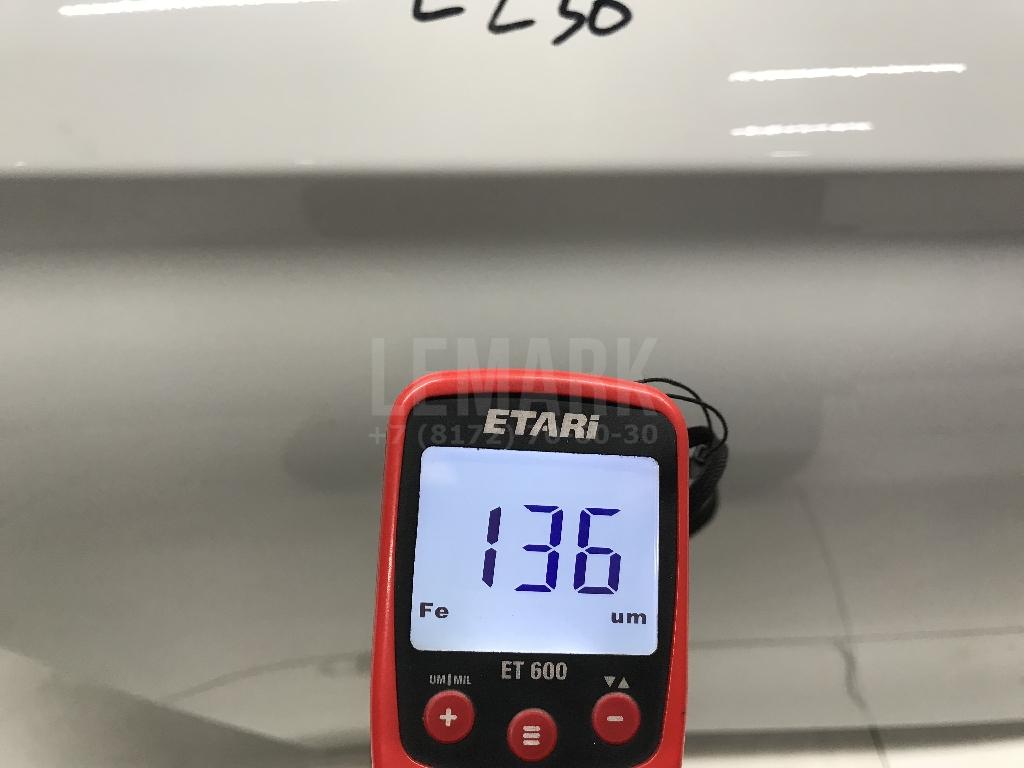 LEMARK
ETARi
136
Fe um
ET 600
UM|MIL
▼▲
+
-